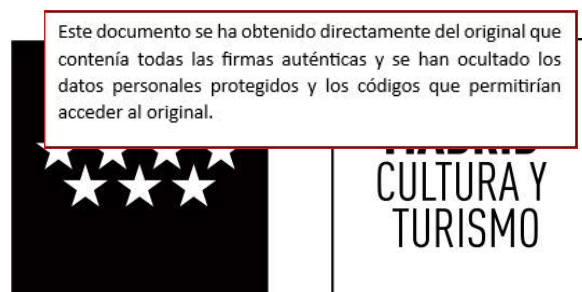 Este documento se ha obtenido directamente del original que
contenía todas las firmas auténticas y se han ocultado los
datos personales protegidos y los códigos que permitirían
acceder al original.
CULTURA Y
TURISMO